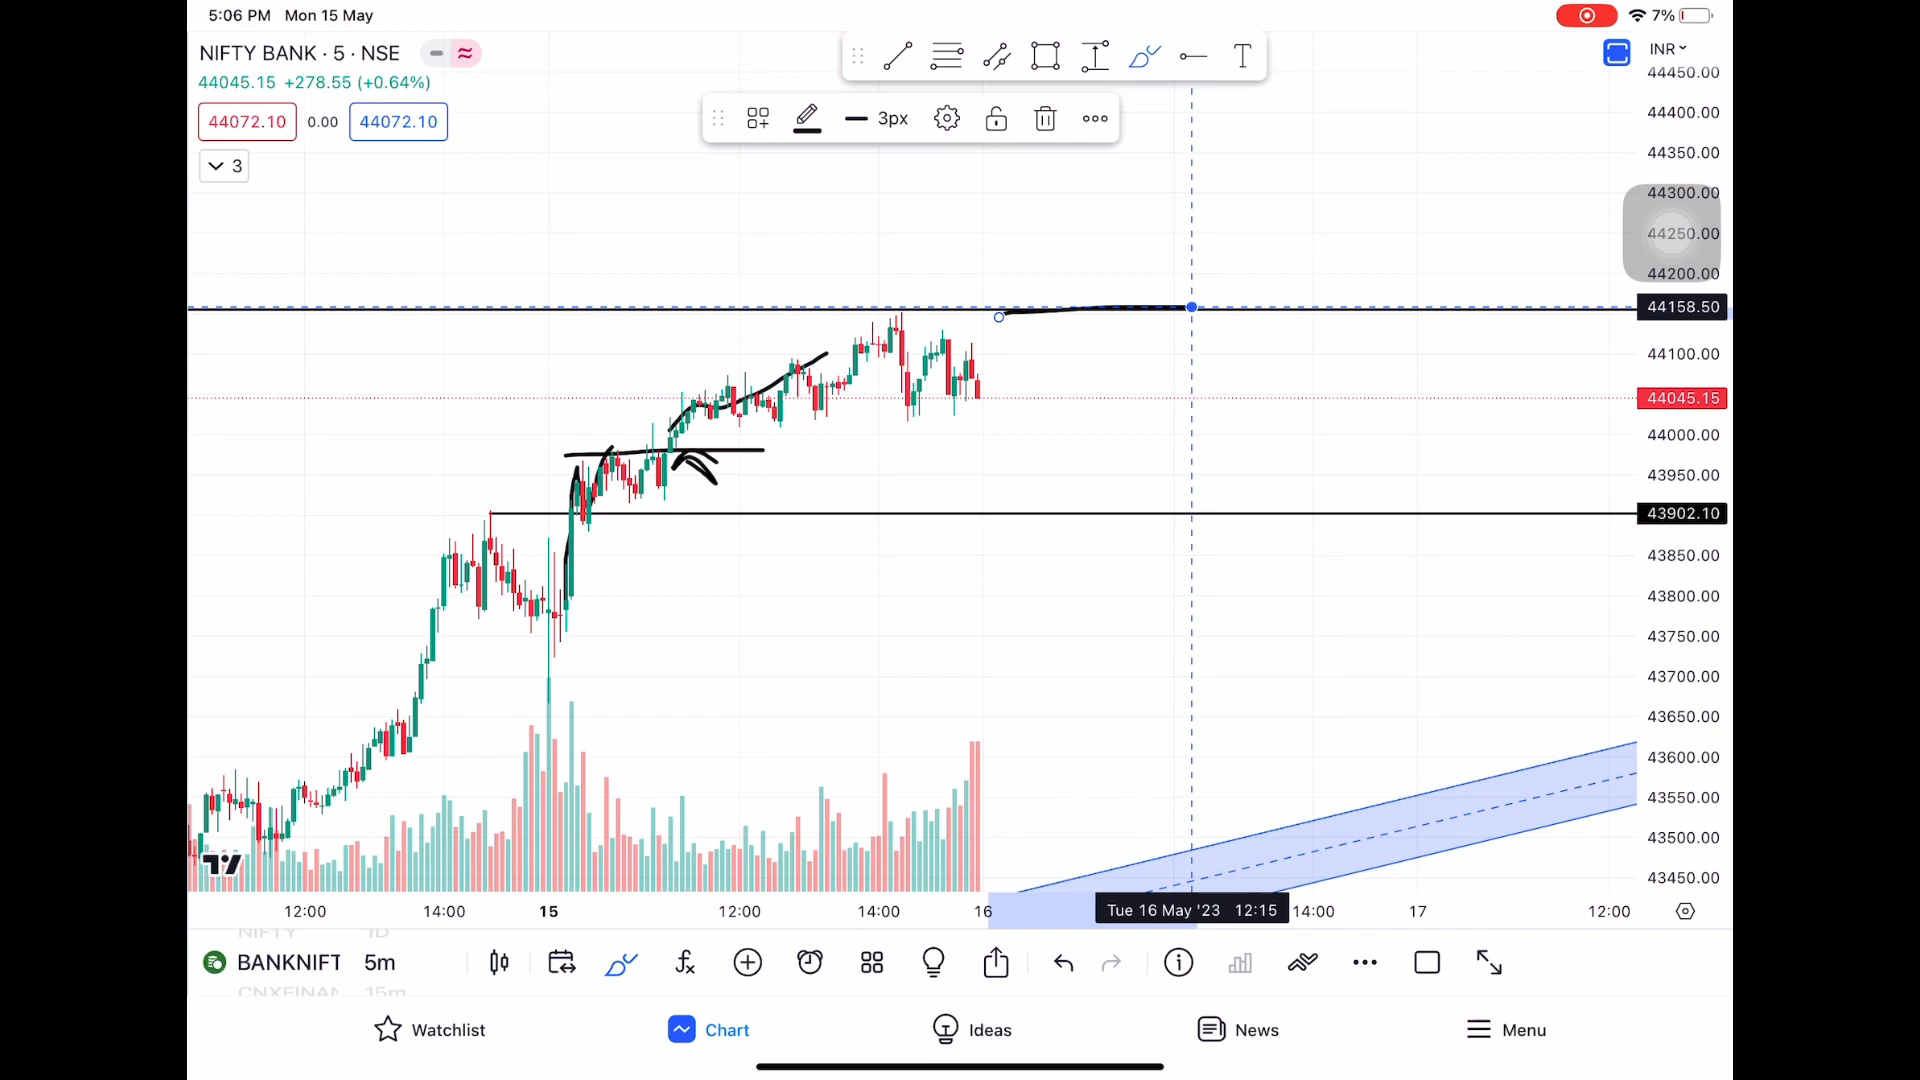 5:06 PM Mon 15 May
7%
NIFTY BANK · 5 · NSE
INR
44045.15 +278.55 (+0.64%)
44072.10 0.00 44072.10
3px
3
44450.00
44400.00
44350.00
44300.00
44250.00
44200.00
44158.50
44100.00
44045.15
44000.00
43950.00
43902.10
43850.00
43800.00
43750.00
43700.00
43650.00
43600.00
43550.00
43500.00
43450.00
12:00 14:00 15 12:00 14:00 16 Tue 16 May '23 12:15 14:00 17 12:00
NIFTY 1D
BANKNIFT 5m
CNXFINAN 15m
Watchlist Chart Ideas News Menu